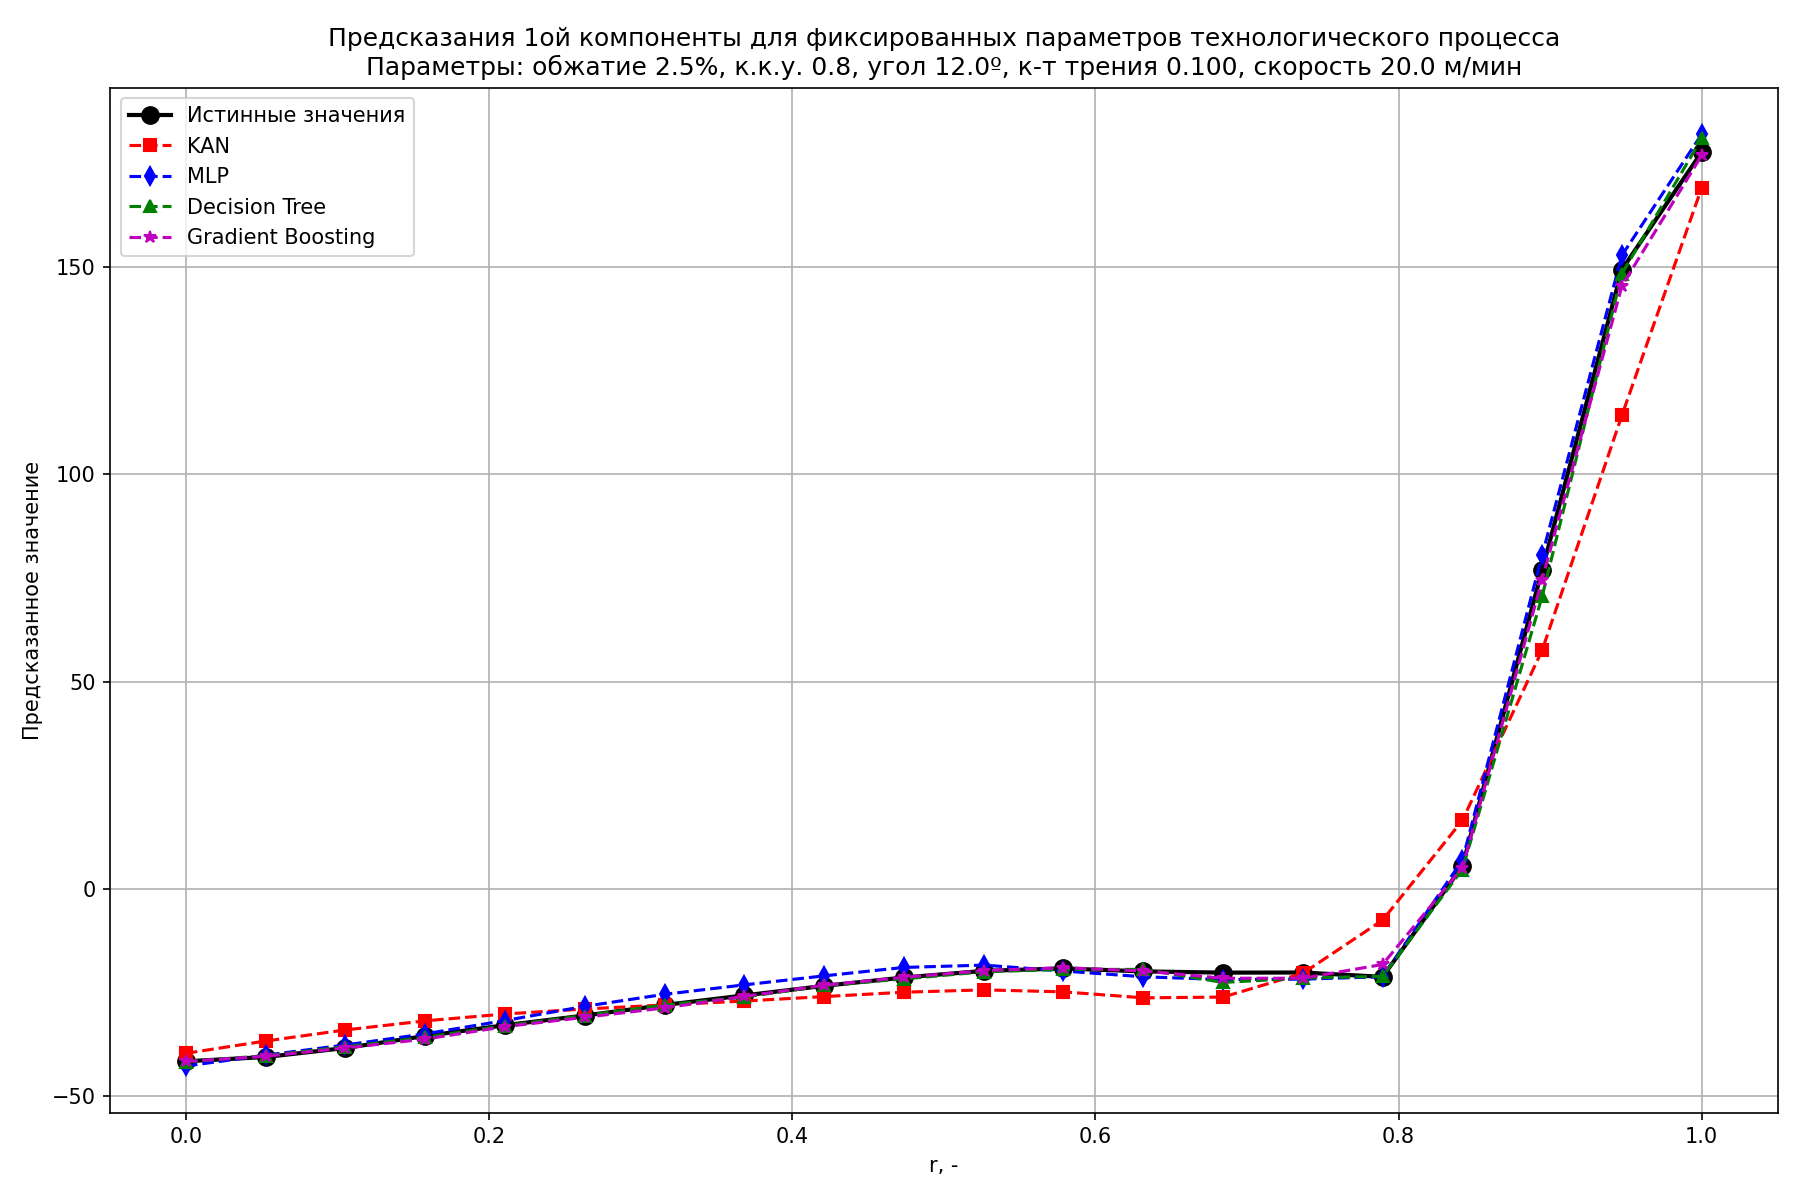 Предсказания 1ой компоненты для фиксированных параметров технологического процесса
Параметры: обжатие 2.5%, к.к.у. 0.8, угол 12.0º, к-т трения 0.100, скорость 20.0 м/мин
Истинные значения
KAN
MLP
Decision Tree
Gradient Boosting
Предсказанное значение
150
100
50
0
−50
0.0
0.2
0.4
0.6
0.8
1.0
r, -